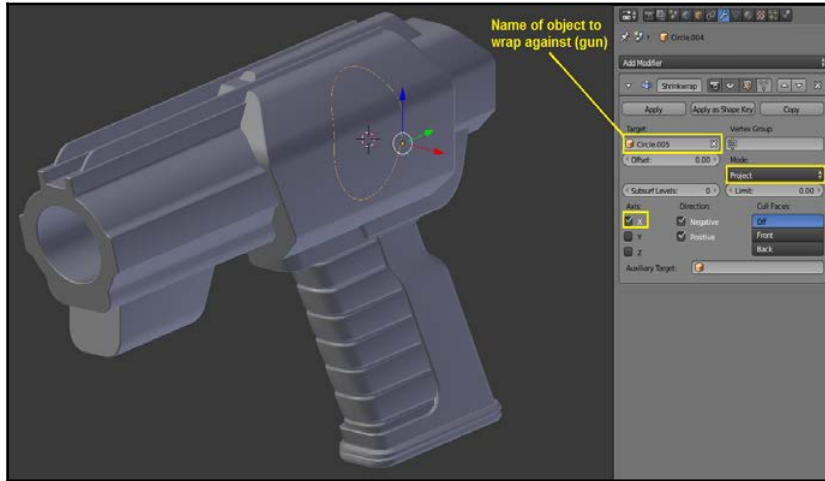 Name of object to
wrap against (gun)
Circle.004
Add Modifier
Shrinkwrap
Apply
Apply as Shape Key
Copy
Target:
Vertex Group:
Circle.005
Offset:
0.00
Mode:
Project
Subsurf Levels:
0
Limit:
0.00
Axis:
Direction:
Cull Faces:
X
Negative
Off
Y
Positive
Front
Z
Back
Auxiliary Target: